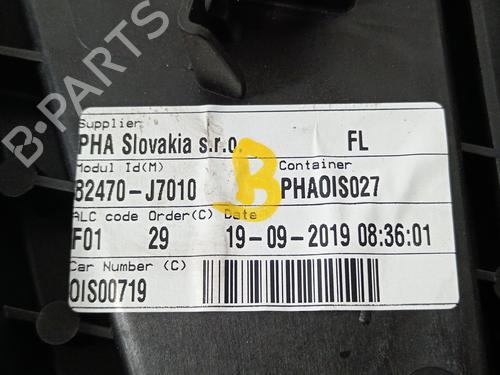 Supplier
PHA Slovakia s.r.o. FL
Modul Id(M) Container
82470-J7010 PHAOIS027
B
ALC code Order(C) Date
F01 29 19-09-2019 08:36:01
Car Number (C)
OIS00719
B-PARTS